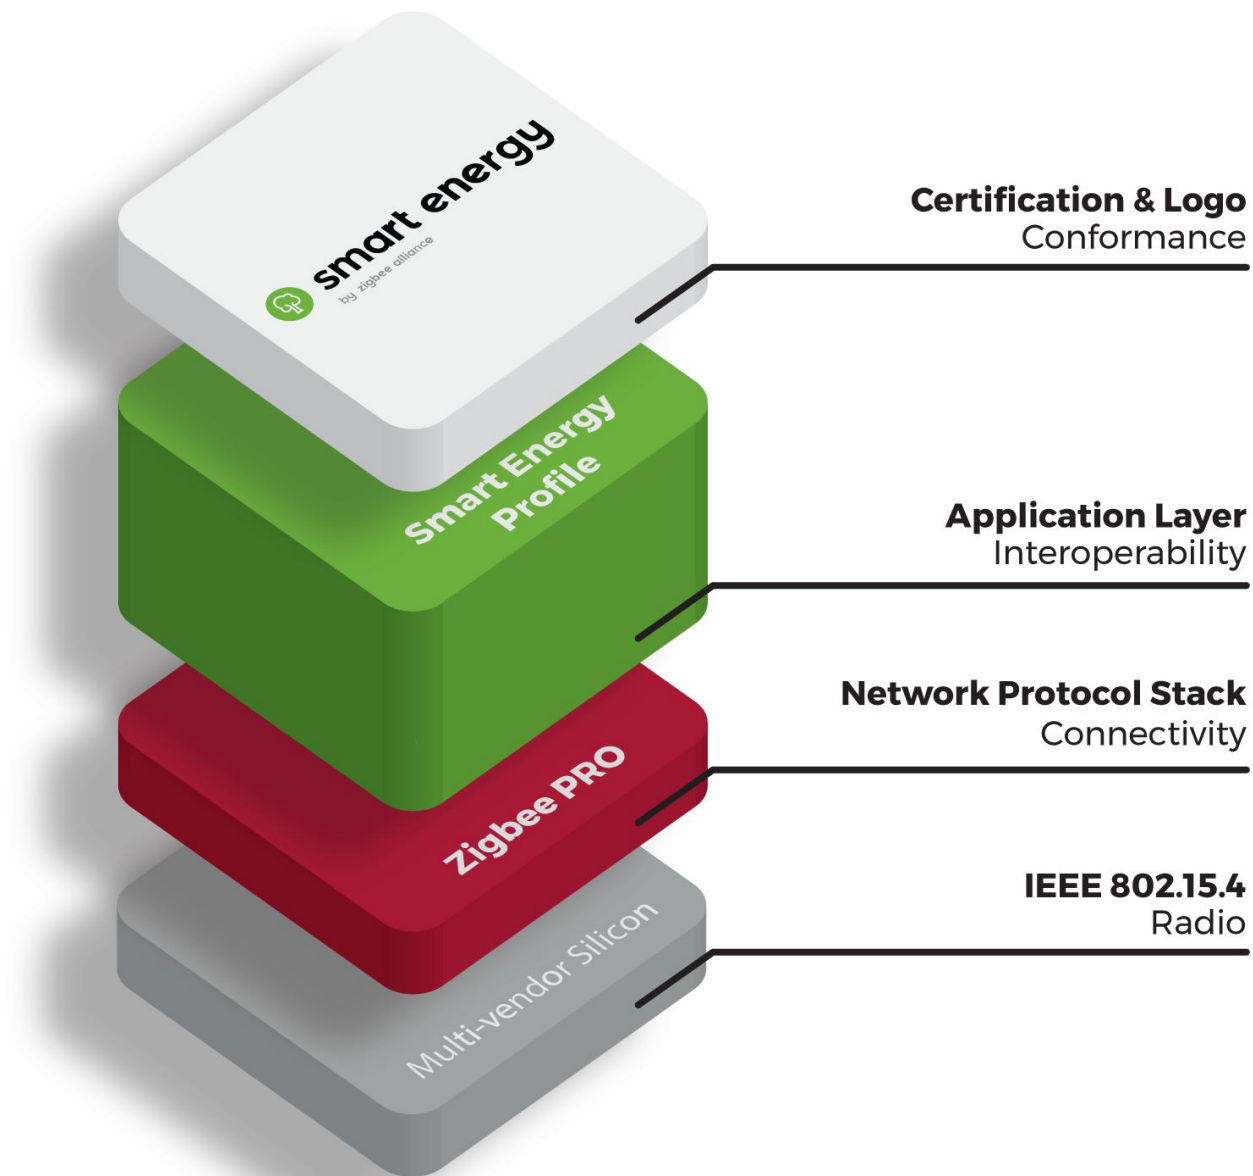 smart energy
by zigbee alliance
Certification & Logo
Conformance
Smart Energy
Profile
Application Layer
Interoperability
Zigbee PRO
Network Protocol Stack
Connectivity
Multi-vendor Silicon
IEEE 802.15.4
Radio